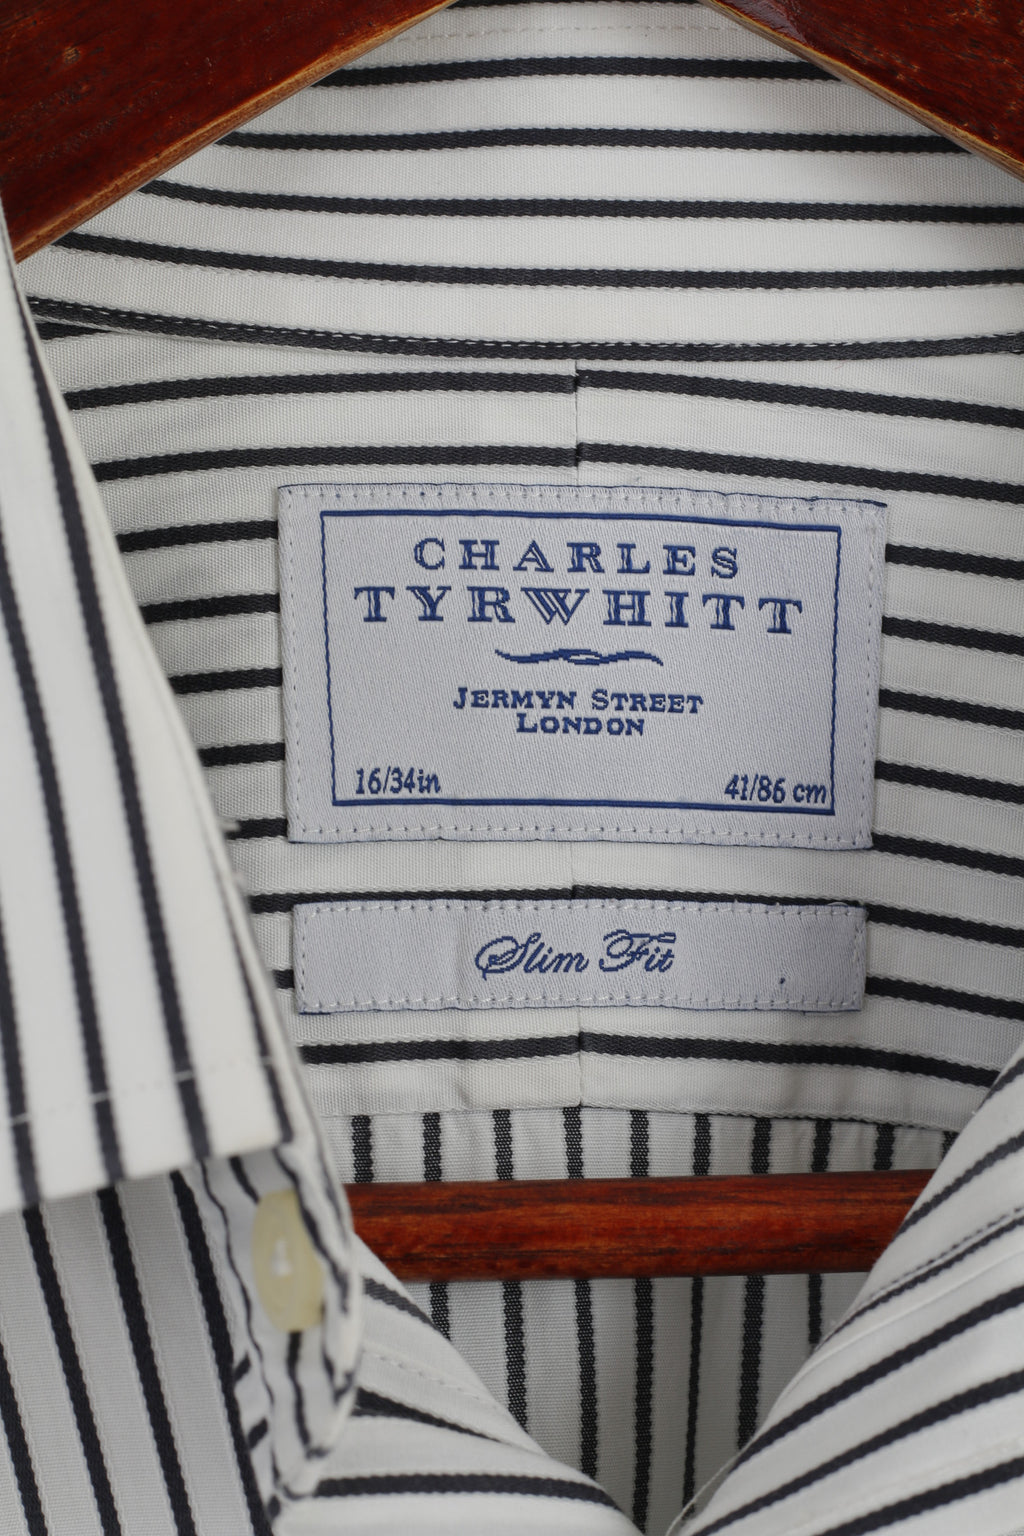 CHARLES
TYRWHITT
JERMYN STREET
LONDON
16/34in 41/86 cm
Slim Fit